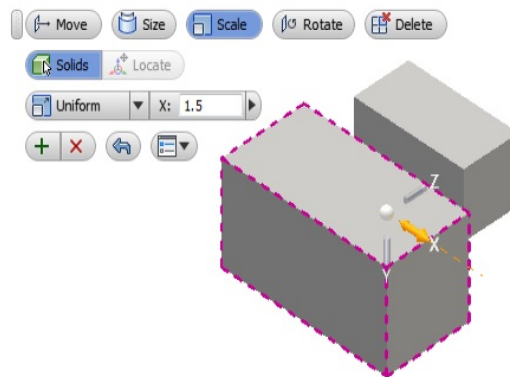 Move Size Scale Rotate Delete
Solids Locate
Uniform X: 1.5
Z
X
Y